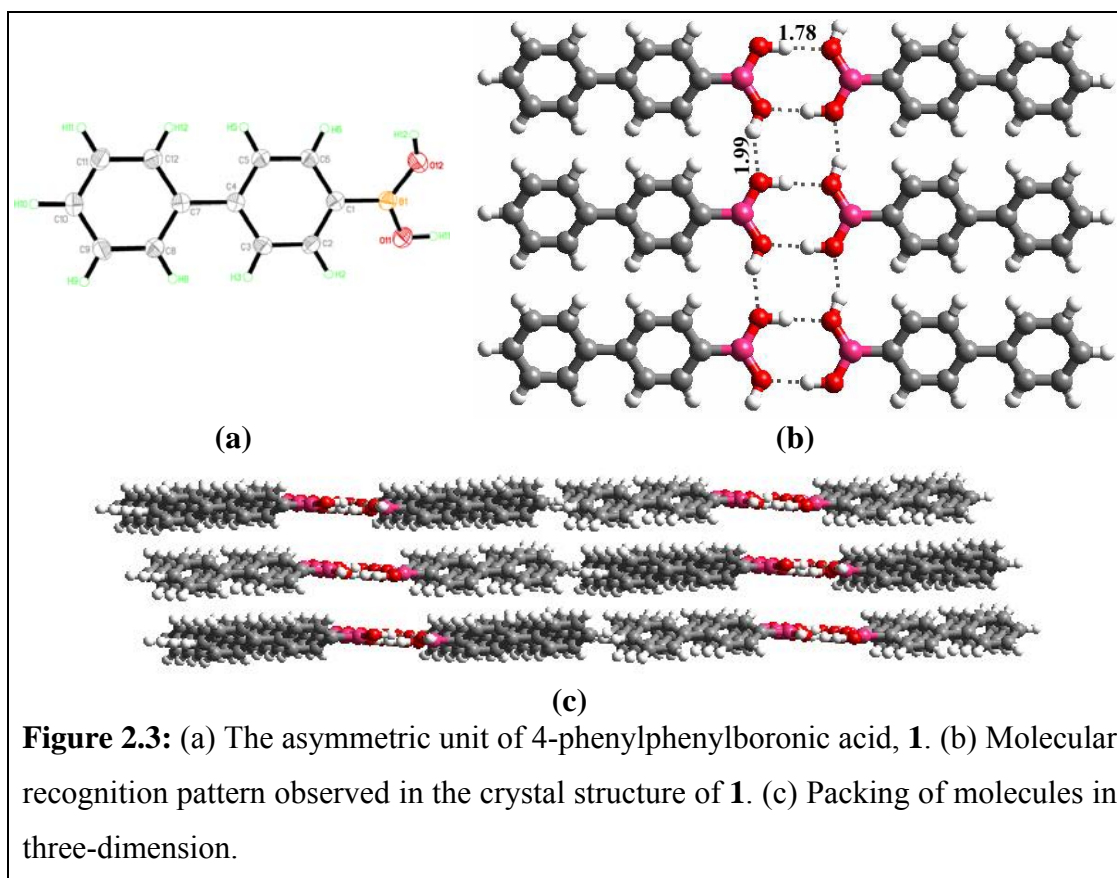 1.78
H11 H12 H5 H6 H12
C11 C12 C5 C6 O12
1.99
H10 C10 C7 C4 C1 B1
C9 C8 C3 C2 O11 H11
H9 H8 H3 H2
(a)
(b)
(c)
Figure 2.3: (a) The asymmetric unit of 4-phenylphenylboronic acid, 1. (b) Molecular
recognition pattern observed in the crystal structure of 1. (c) Packing of molecules in
three-dimension.